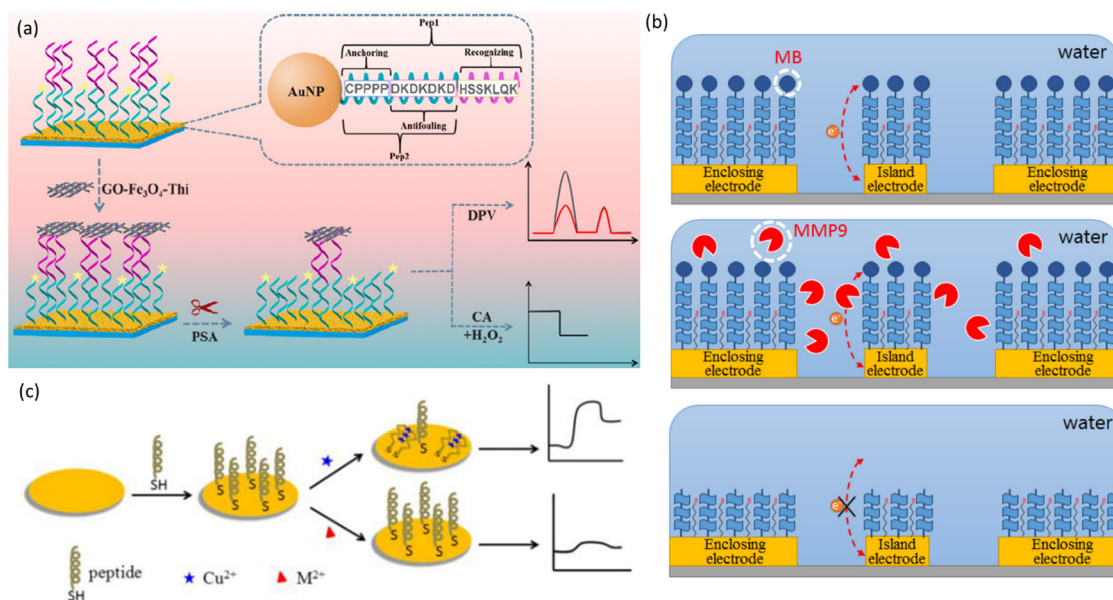 (a)
Pep1
Anchoring
Recognizing
AuNP
CPPPP DKDKDKD HSSKLQK
Antifouling
Pep2
GO-Fe₃O₄-Thi
DPV
PSA
CA
+H₂O₂
(b)
MB
water
e⁻
Enclosing
electrode
Island
electrode
Enclosing
electrode
MMP9
water
e⁻
Enclosing
electrode
Island
electrode
Enclosing
electrode
water
e⁻
Enclosing
electrode
Island
electrode
Enclosing
electrode
(c)
SH
S S S S S
S
S S S S S
peptide
SH
Cu²⁺
M²⁺